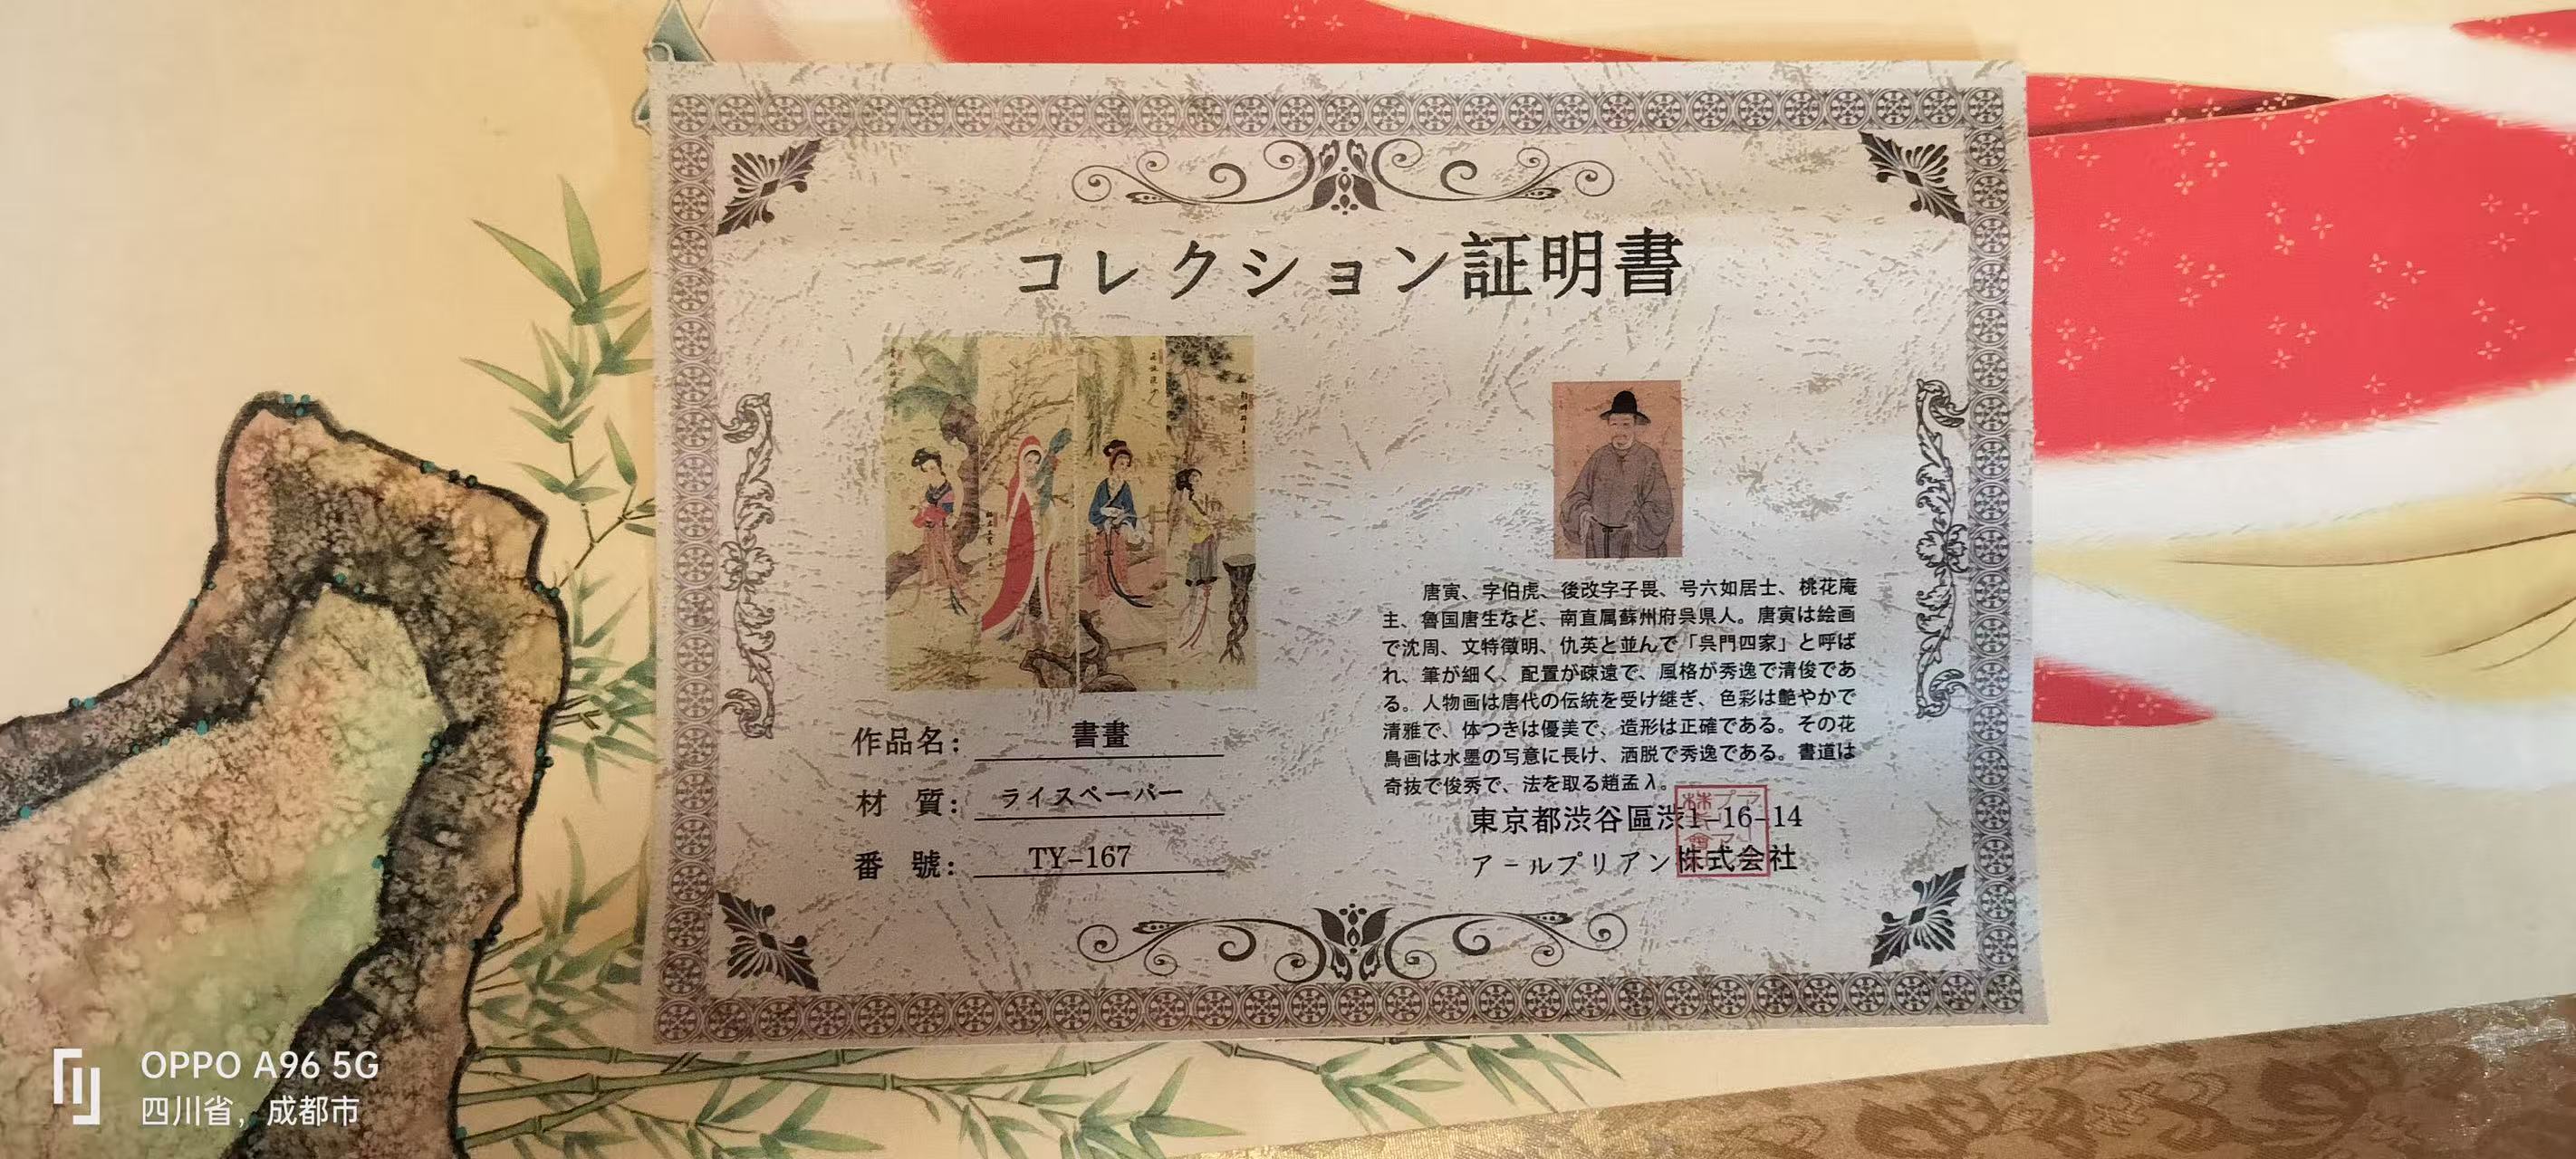 コレクション証明書
唐寅、字伯虎、後改字子畏、号六如居士、桃花庵
主、魯国唐生など、南直属蘇州府呉県人。唐寅は絵画
で沈周、文特徴明、仇英と並んで「呉門四家」と呼ば
れ、筆が細く、配置が疎遠で、風格が秀逸で清俊であ
る。人物画は唐代の伝統を受け継ぎ、色彩は艶やかで
清雅で、体つきは優美で、造形は正確である。その花
鳥画は水墨の写意に長け、洒脱で秀逸である。書道は
奇抜で俊秀で、法を取る趙孟λ。
作品名：書畫
材 質：ライスペーパー
番 號：TY-167
東京都渋谷區渋1-16-14
アールプリアン株式会社
OPPO A96 5G
四川省，成都市